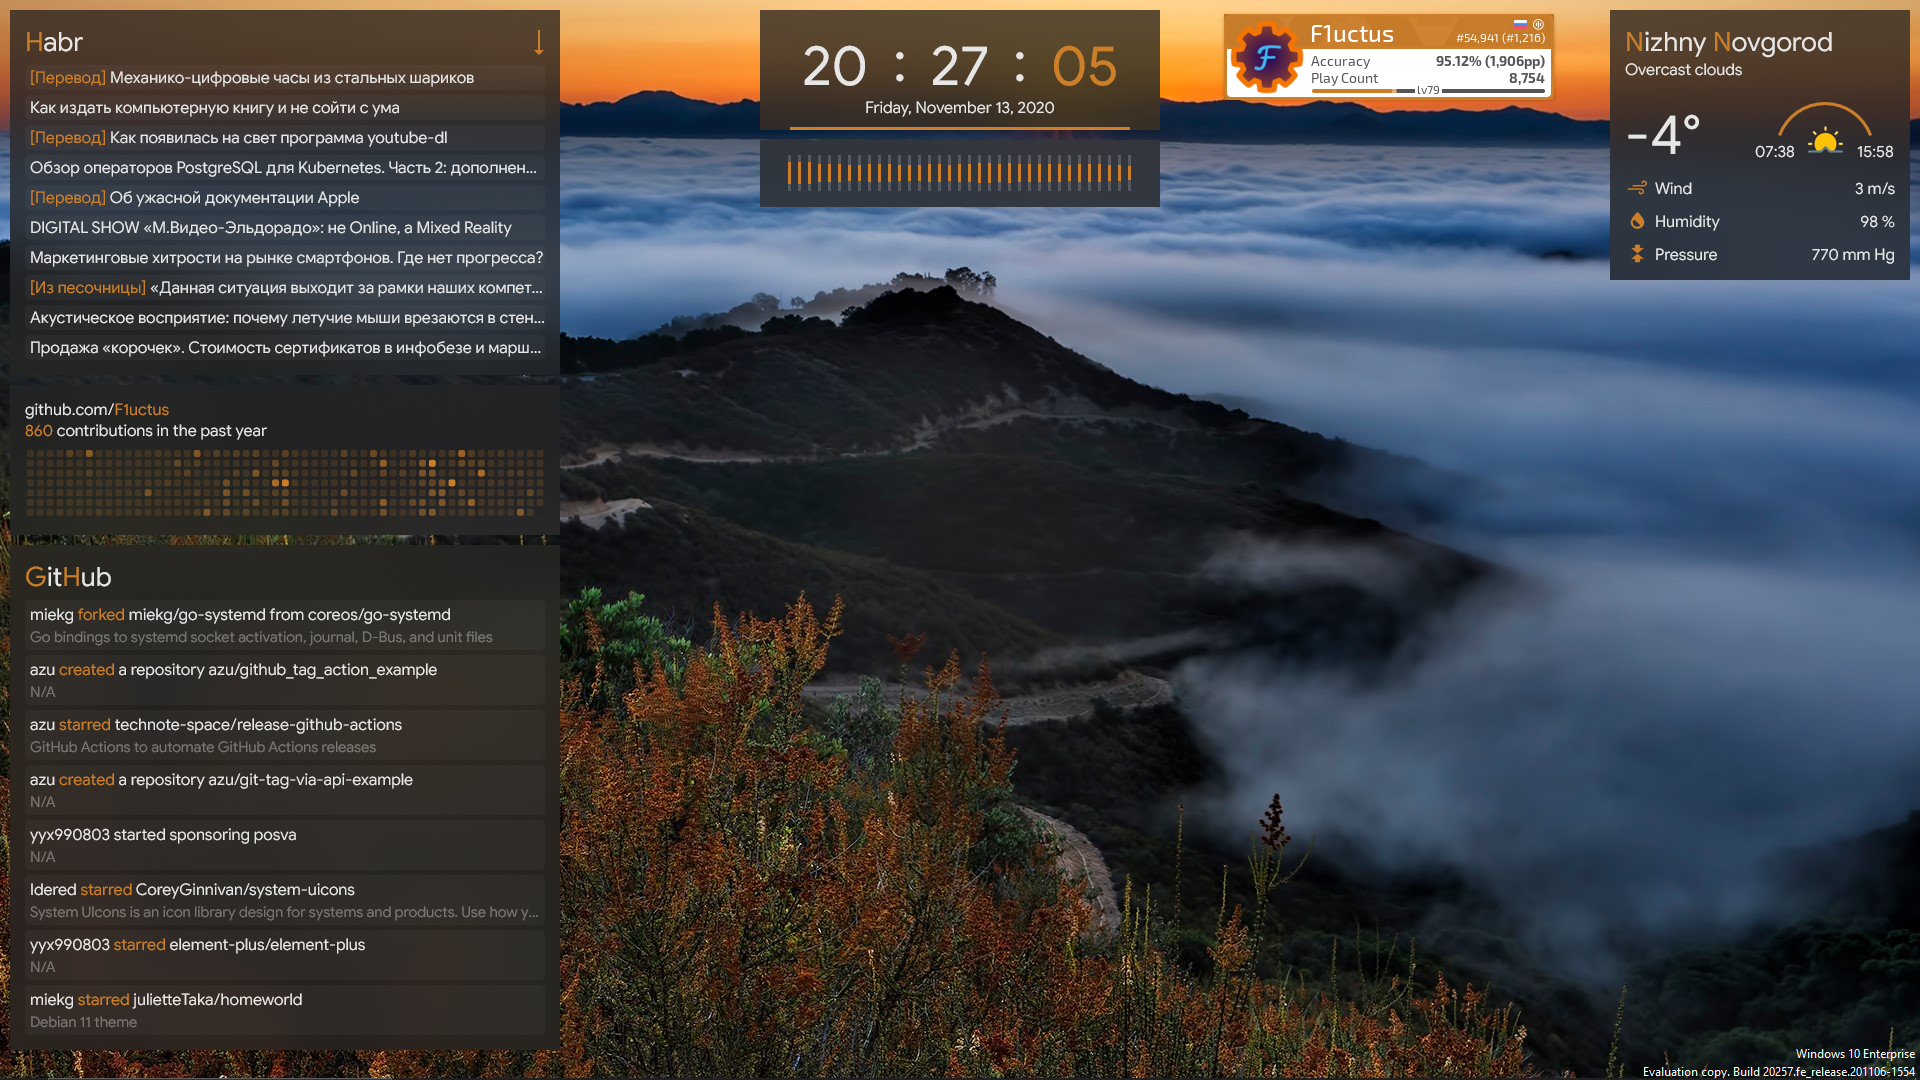 Habr
[Перевод] Механико-цифровые часы из стальных шариков
Как издать компьютерную книгу и не сойти с ума
[Перевод] Как появилась на свет программа youtube-dl
Обзор операторов PostgreSQL для Kubernetes. Часть 2: дополнен...
[Перевод] Об ужасной документации Apple
DIGITAL SHOW «М.Видео-Эльдорадо»: не Online, а Mixed Reality
Маркетинговые хитрости на рынке смартфонов. Где нет прогресса?
[Из песочницы] «Данная ситуация выходит за рамки наших компет...
Акустическое восприятие: почему летучие мыши врезаются в стен...
Продажа «корочек». Стоимость сертификатов в инфобезе и марш...
github.com/F1uctus
860 contributions in the past year
GitHub
miekg forked miekg/go-systemd from coreos/go-systemd
Go bindings to systemd socket activation, journal, D-Bus, and unit files
azu created a repository azu/github_tag_action_example
N/A
azu starred technote-space/release-github-actions
GitHub Actions to automate GitHub Actions releases
azu created a repository azu/git-tag-via-api-example
N/A
yyx990803 started sponsoring posva
N/A
Idered starred CoreyGinnivan/system-uicons
System UIcons is an icon library design for systems and products. Use how y...
yyx990803 starred element-plus/element-plus
N/A
miekg starred julietteTaka/homeworld
Debian 11 theme
20 : 27 : 05
Friday, November 13, 2020
F1uctus
#54,941 (#1,216)
Accuracy 95.12% (1,906pp)
Play Count 8,754
lv79
Nizhny Novgorod
Overcast clouds
-4°
07:38 15:58
Wind 3 m/s
Humidity 98 %
Pressure 770 mm Hg
Windows 10 Enterprise
Evaluation copy. Build 20257.fe_release.201106-1554